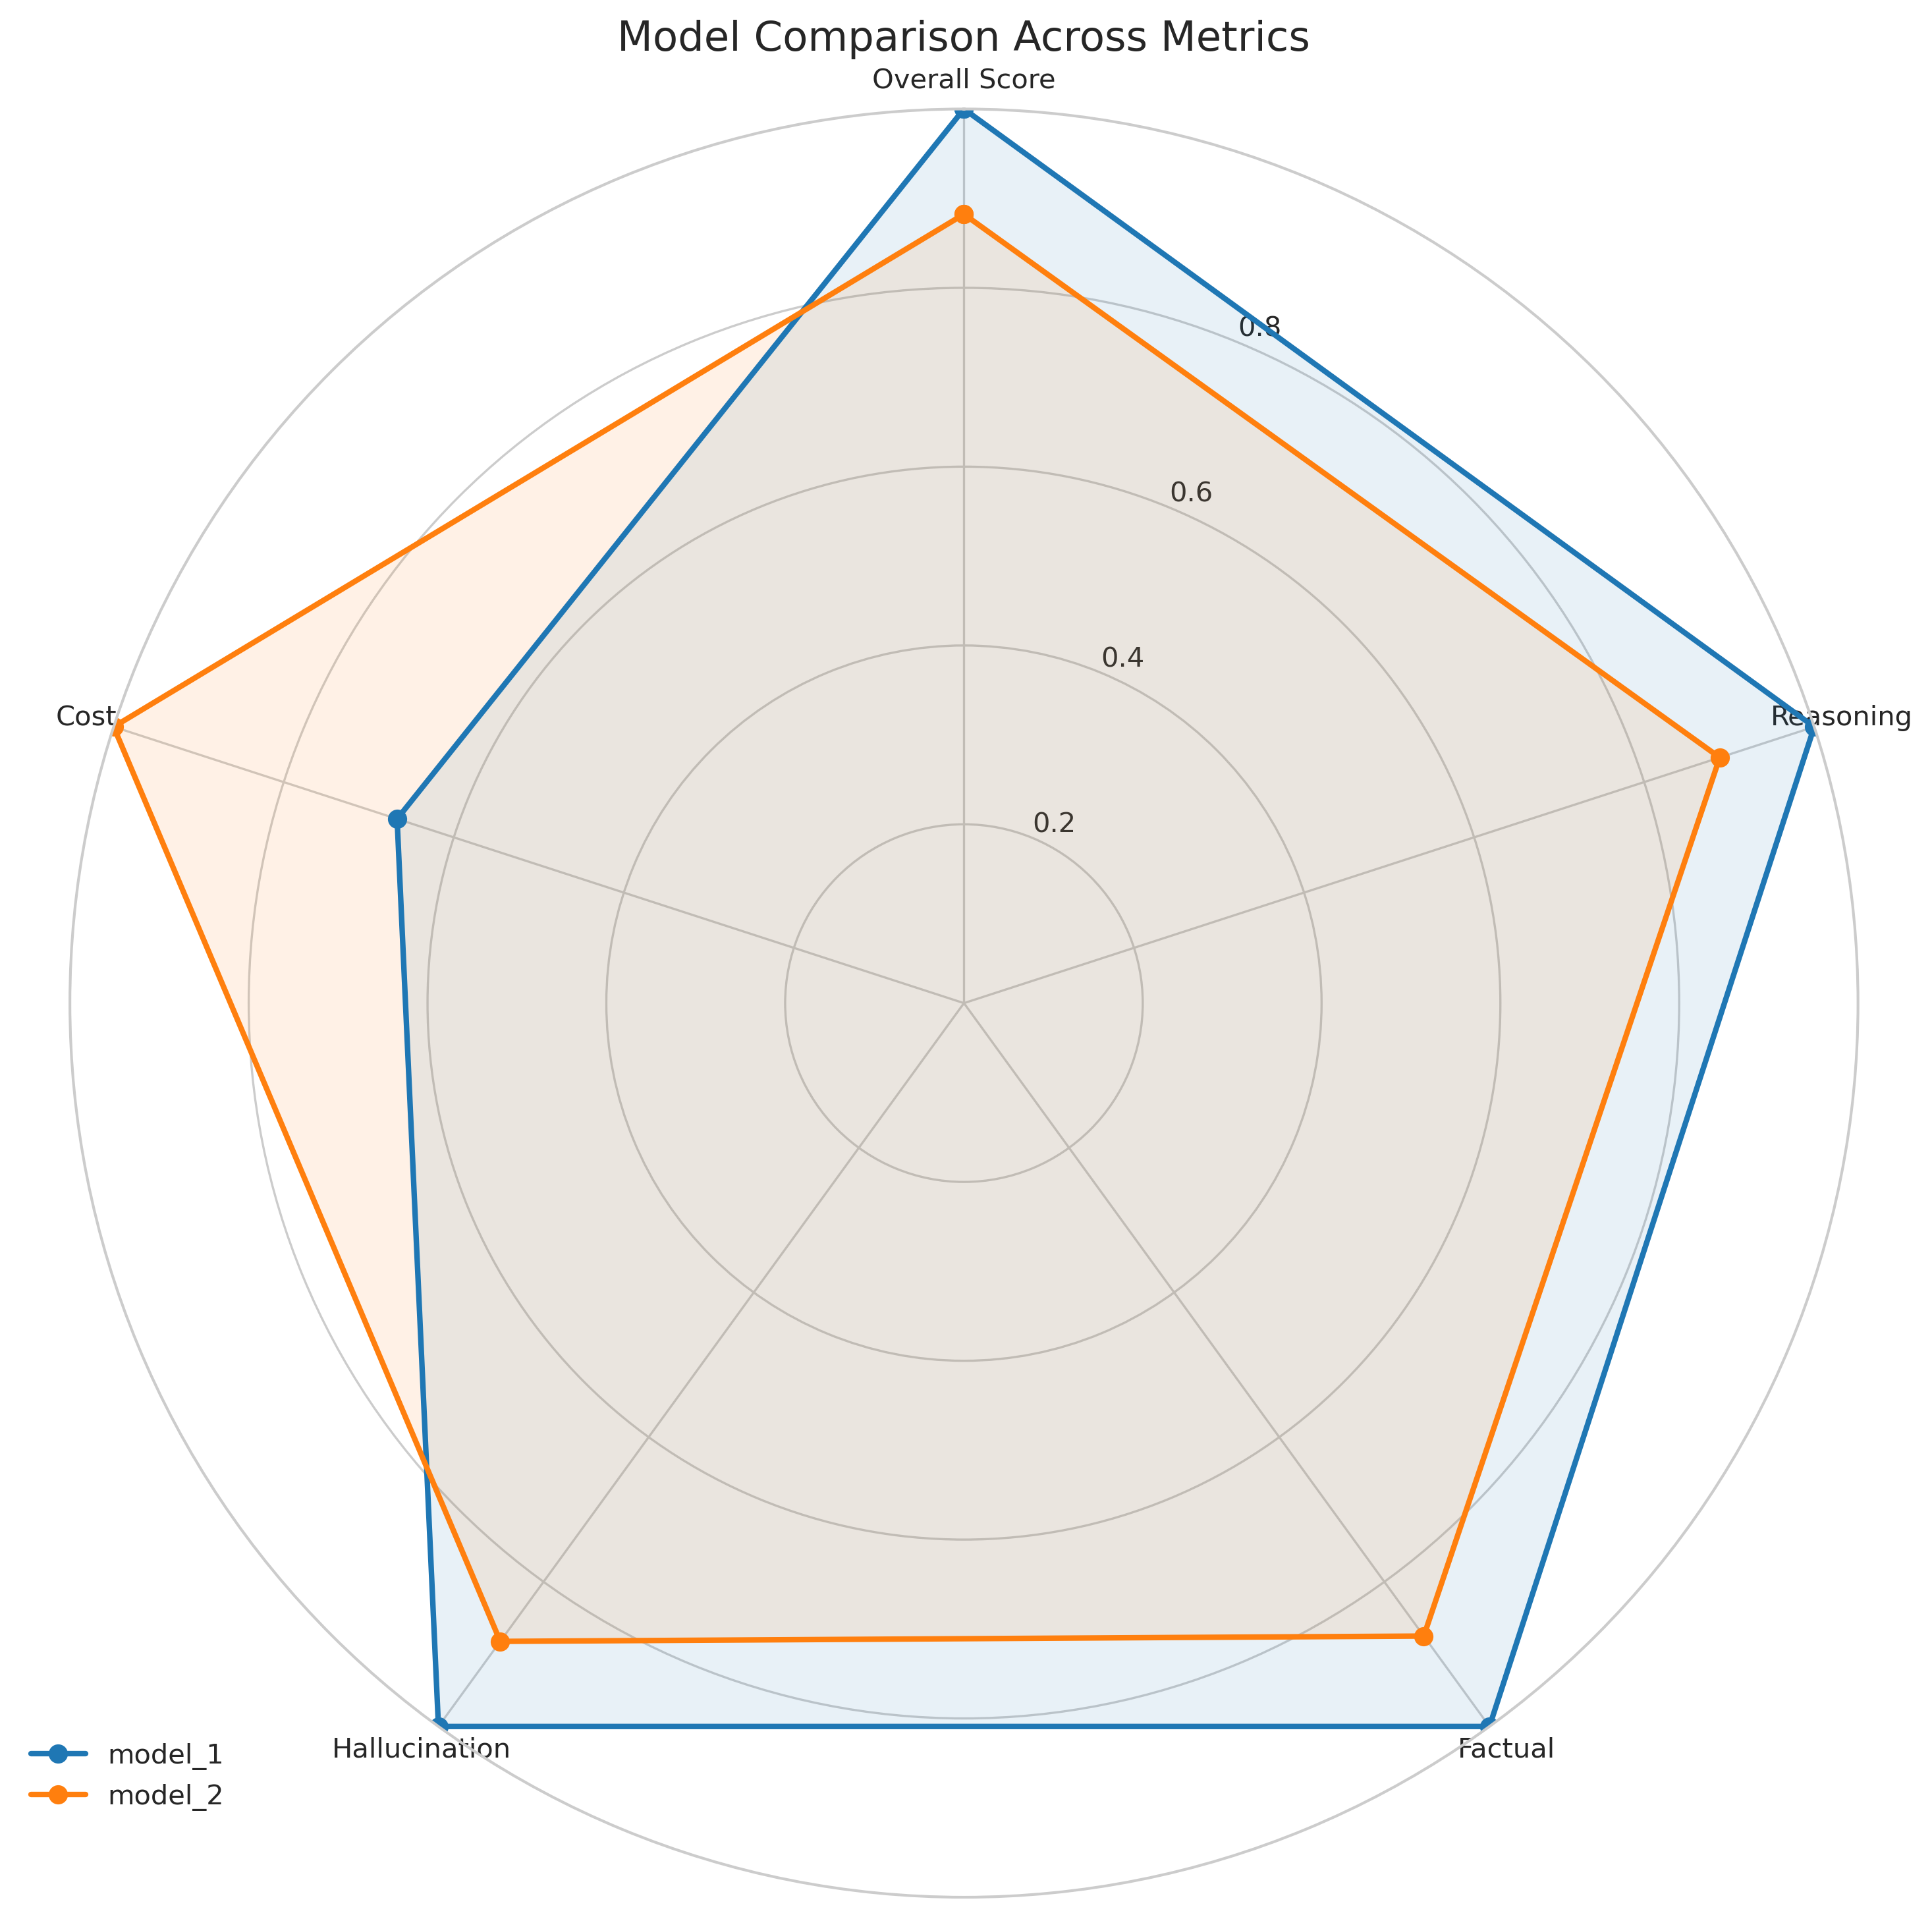 Model Comparison Across Metrics
Overall Score
0.8
0.6
0.4
Cost
Reasoning
0.2
Hallucination
Factual
model_1
model_2